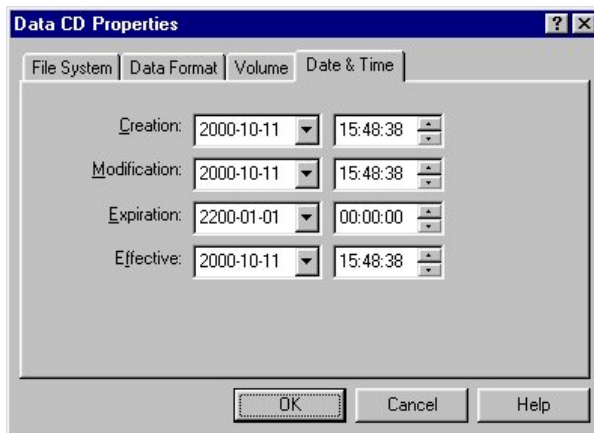 Data CD Properties
File System Data Format Volume Date & Time
Creation: 2000-10-11 15:48:38
Modification: 2000-10-11 15:48:38
Expiration: 2200-01-01 00:00:00
Effective: 2000-10-11 15:48:38
OK Cancel Help